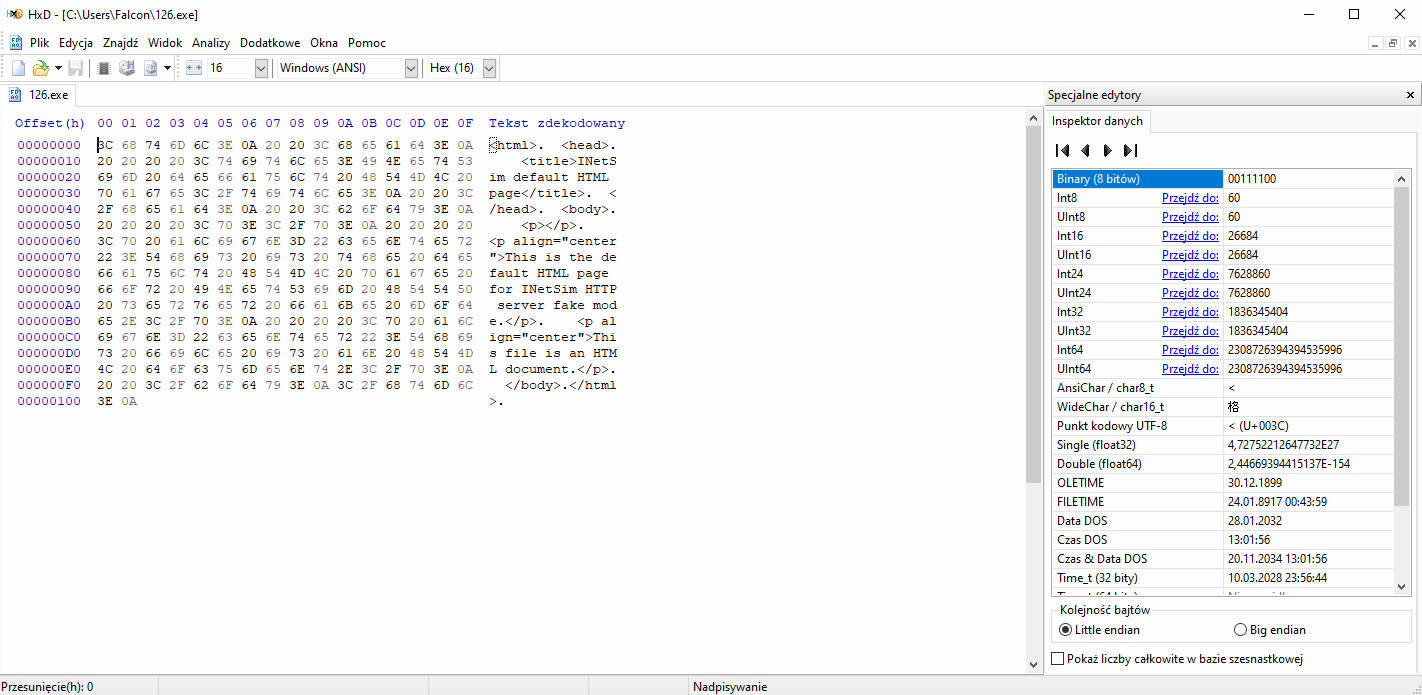 HxD - [C:\Users\Falcon\126.exe]
Plik Edycja Znajdź Widok Analizy Dodatkowe Okna Pomoc
16 Windows (ANSI) Hex (16)
126.exe
Offset(h) 00 01 02 03 04 05 06 07 08 09 0A 0B 0C 0D 0E 0F Tekst zdekodowany
00000000 3C 68 74 6D 6C 3E 0A 20 20 3C 68 65 61 64 3E 0A <html>. <head>.
00000010 20 20 20 20 3C 74 69 74 6C 65 3E 49 4E 65 74 53 <title>INetS
00000020 69 6D 20 64 65 66 61 75 6C 74 20 48 54 4D 4C 20 im default HTML
00000030 70 61 67 65 3C 2F 74 69 74 6C 65 3E 0A 20 20 3C page</title>. <
00000040 2F 68 65 61 64 3E 0A 20 20 3C 62 6F 64 79 3E 0A /head>. <body>.
00000050 20 20 20 20 3C 70 3E 3C 2F 70 3E 0A 20 20 20 20 <p></p>.
00000060 3C 70 20 61 6C 69 67 6E 3D 22 63 65 6E 74 65 72 <p align="center
00000070 22 3E 54 68 69 73 20 69 73 20 74 68 65 20 64 65 ">This is the de
00000080 66 61 75 6C 74 20 48 54 4D 4C 20 70 61 67 65 20 fault HTML page
00000090 66 6F 72 20 49 4E 65 74 53 69 6D 20 48 54 54 50 for INetSim HTTP
000000A0 20 73 65 72 76 65 72 20 66 61 6B 65 20 6D 6F 64 server fake mod
000000B0 65 2E 3C 2F 70 3E 0A 20 20 20 20 3C 70 20 61 6C e.</p>. <p al
000000C0 69 67 6E 3D 22 63 65 6E 74 65 72 22 3E 54 68 69 ign="center">Thi
000000D0 73 20 66 69 6C 65 20 69 73 20 61 6E 20 48 54 4D s file is an HTM
000000E0 4C 20 64 6F 63 75 6D 65 6E 74 2E 3C 2F 70 3E 0A L document.</p>.
000000F0 20 20 3C 2F 62 6F 64 79 3E 0A 3C 2F 68 74 6D 6C </body>.</html
00000100 3E 0A >.
Specjalne edytory
Inspektor danych
Binary (8 bitów) 00111100
Int8 Przejdź do: 60
UInt8 Przejdź do: 60
Int16 Przejdź do: 26684
UInt16 Przejdź do: 26684
Int24 Przejdź do: 7628860
UInt24 Przejdź do: 7628860
Int32 Przejdź do: 1836345404
UInt32 Przejdź do: 1836345404
Int64 Przejdź do: 2308726394394535996
UInt64 Przejdź do: 2308726394394535996
AnsiChar / char8_t <
WideChar / char16_t 格
Punkt kodowy UTF-8 < (U+003C)
Single (float32) 4,72752212647732E27
Double (float64) 2,44669394415137E-154
OLETIME 30.12.1899
FILETIME 24.01.8917 00:43:59
Data DOS 28.01.2032
Czas DOS 13:01:56
Czas & Data DOS 20.11.2034 13:01:56
Time_t (32 bity) 10.03.2028 23:56:44
Kolejność bajtów
Little endian Big endian
Pokaż liczby całkowite w bazie szesnastkowej
Przesunięcie(h): 0 Nadpisywanie